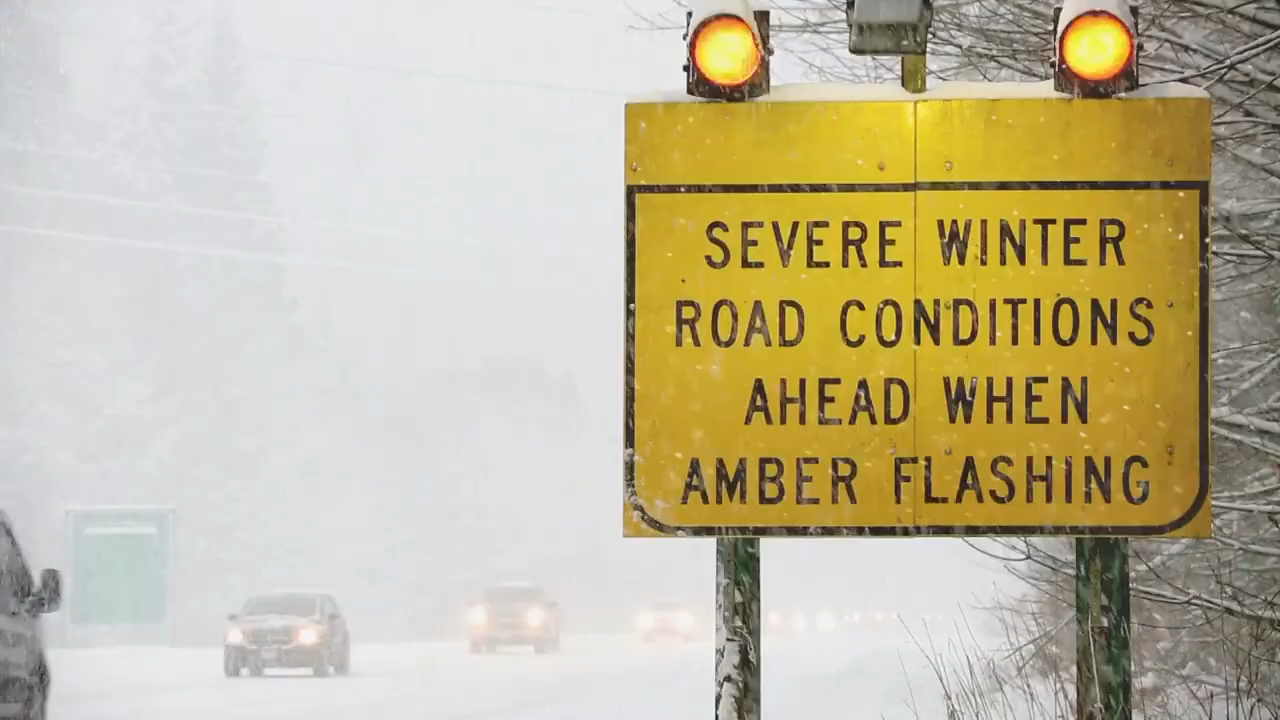 SEVERE WINTER
ROAD CONDITIONS
AHEAD WHEN
AMBER FLASHING